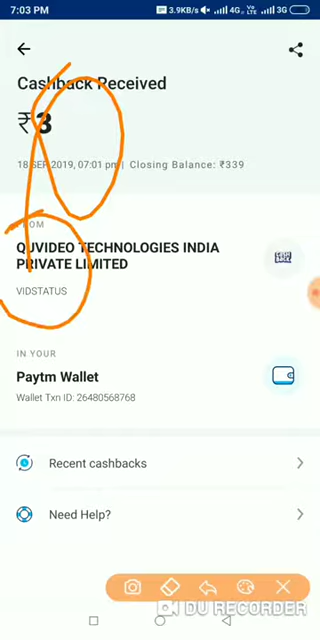 7:03 PM
3.9KB/s 4G Vo LTE 3G
Cashback Received
₹3
18 SEP 2019, 07:01 pm | Closing Balance: ₹339
QUVIDEO TECHNOLOGIES INDIA
PRIVATE LIMITED
VIDSTATUS
IN YOUR
Paytm Wallet
Wallet Txn ID: 26480568768
Recent cashbacks
Need Help?
DU RECORDER